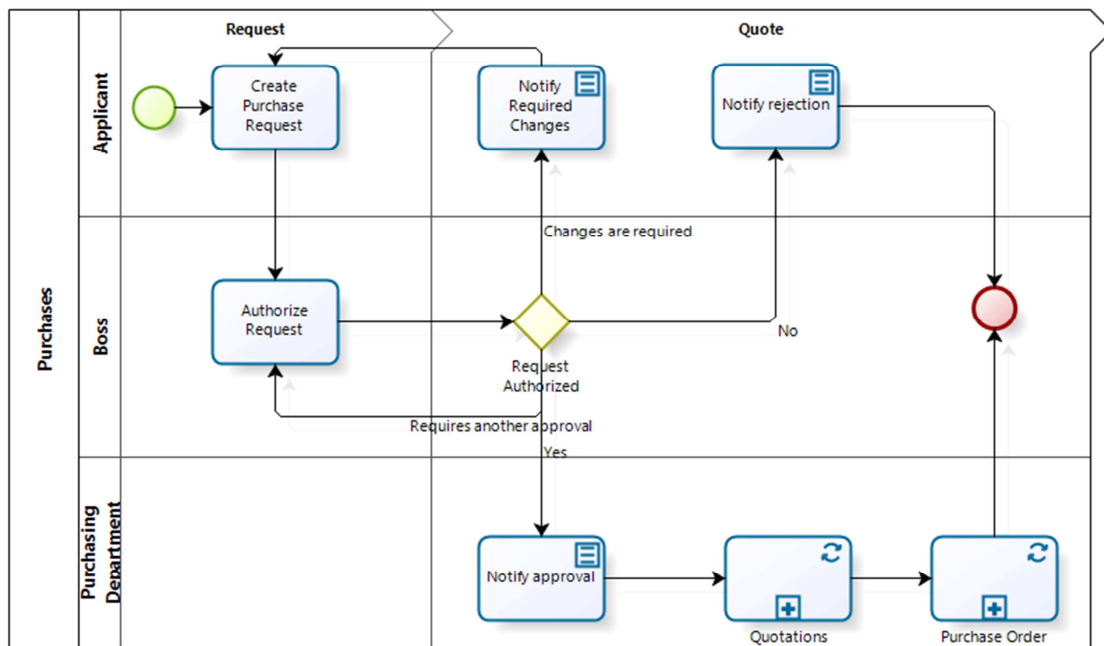 Request
Quote
Purchases
Applicant
Create
Purchase
Request
Notify
Required
Changes
Notify rejection
Changes are required
Boss
Authorize
Request
Request
Authorized
No
Requires another approval
Yes
Purchasing
Department
Notify approval
Quotations
Purchase Order